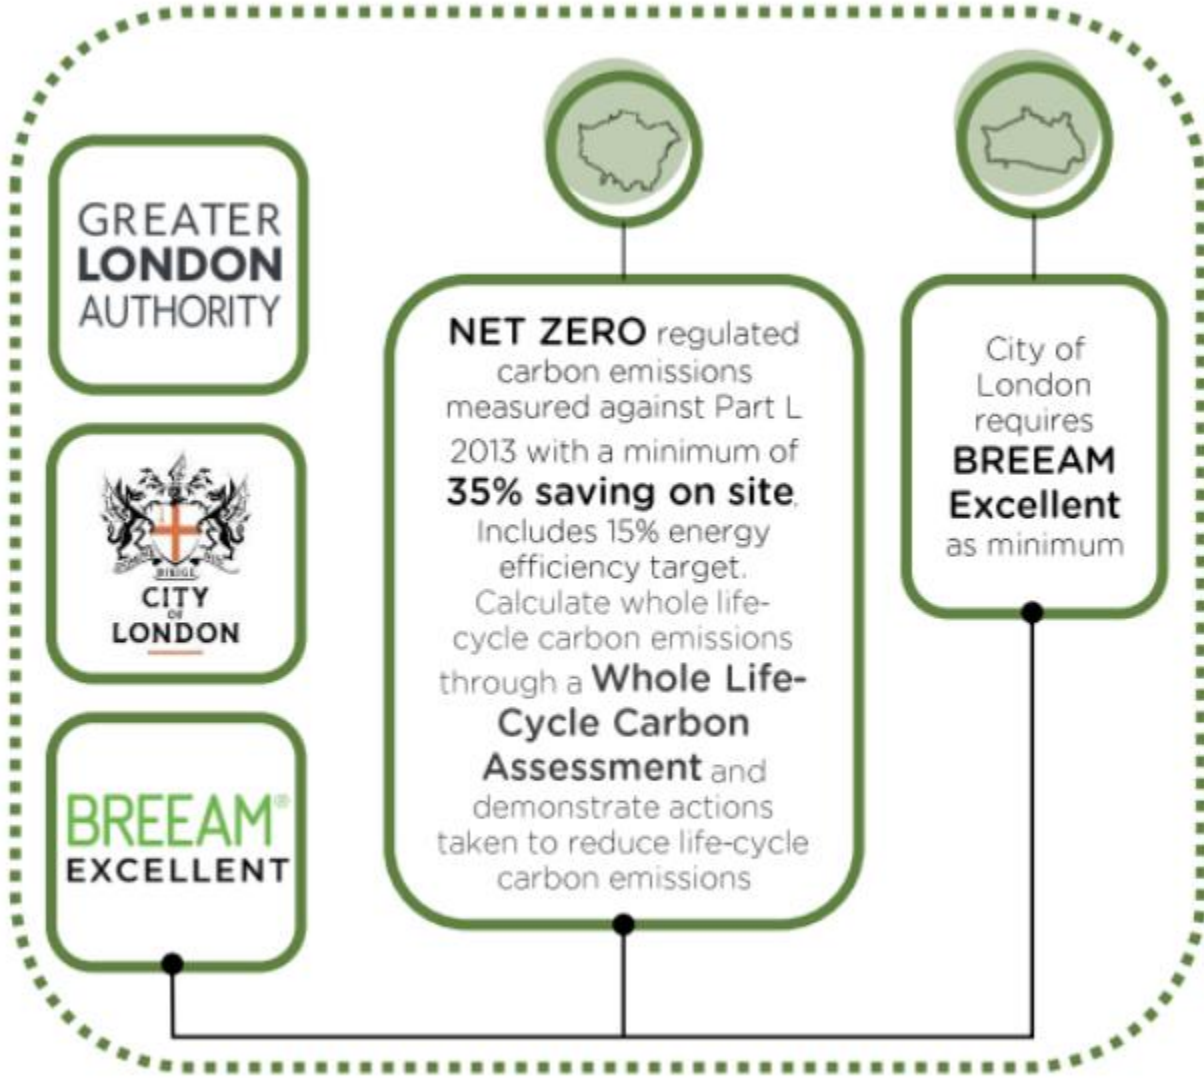 GREATER
LONDON
AUTHORITY
DOMINE DIRIGE NOS
CITY
OF
LONDON
BREEAM®
EXCELLENT
NET ZERO regulated
carbon emissions
measured against Part L
2013 with a minimum of
35% saving on site.
Includes 15% energy
efficiency target.
Calculate whole life-
cycle carbon emissions
through a Whole Life-
Cycle Carbon
Assessment and
demonstrate actions
taken to reduce life-cycle
carbon emissions
City of
London
requires
BREEAM
Excellent
as minimum